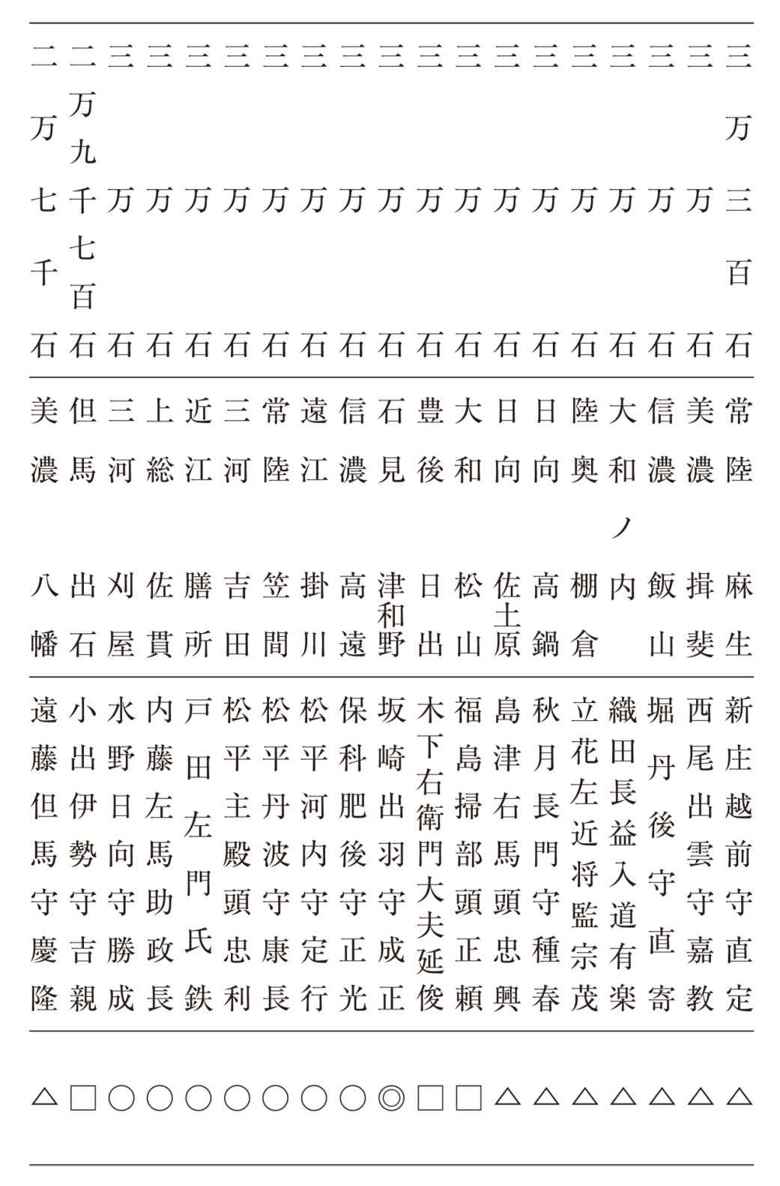 三万三百石 常陸 麻生 新庄越前守直定 △
三万石 美濃 揖斐 西尾出雲守嘉教 △
三万石 信濃 飯山 堀丹後守直寄 △
三万石 大和ノ内 織田長益入道有楽 △
三万石 陸奥 棚倉 立花左近将監宗茂 △
三万石 日向 高鍋 秋月長門守種春 △
三万石 日向 佐土原 島津右馬頭忠興 △
三万石 大和 松山 福島掃部頭正頼 □
三万石 豊後 日出 木下右衛門大夫延俊 □
三万石 石見 津和野 坂崎出羽守成正 ◎
三万石 信濃 高遠 保科肥後守正光 ○
三万石 遠江 掛川 松平河内守定行 ○
三万石 常陸 笠間 松平丹波守康長 ○
三万石 三河 吉田 松平主殿頭忠利 ○
三万石 近江 膳所 戸田左門氏鉄 ○
三万石 上総 佐貫 内藤左馬助政長 ○
三万石 三河 刈屋 水野日向守勝成 ○
二万九千七百石 但馬 出石 小出伊勢守吉親 □
二万七千石 美濃 八幡 遠藤但馬守慶隆 △